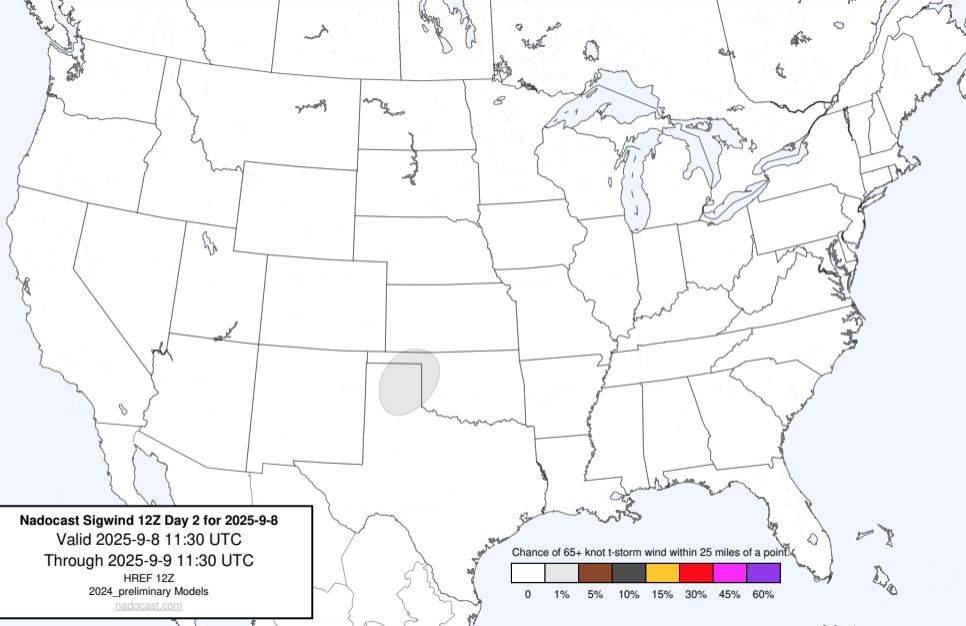 Nadocast Sigwind 12Z Day 2 for 2025-9-8
Valid 2025-9-8 11:30 UTC
Through 2025-9-9 11:30 UTC
HREF 12Z
2024_preliminary Models
nadocast.com
Chance of 65+ knot t-storm wind within 25 miles of a point.
0 1% 5% 10% 15% 30% 45% 60%